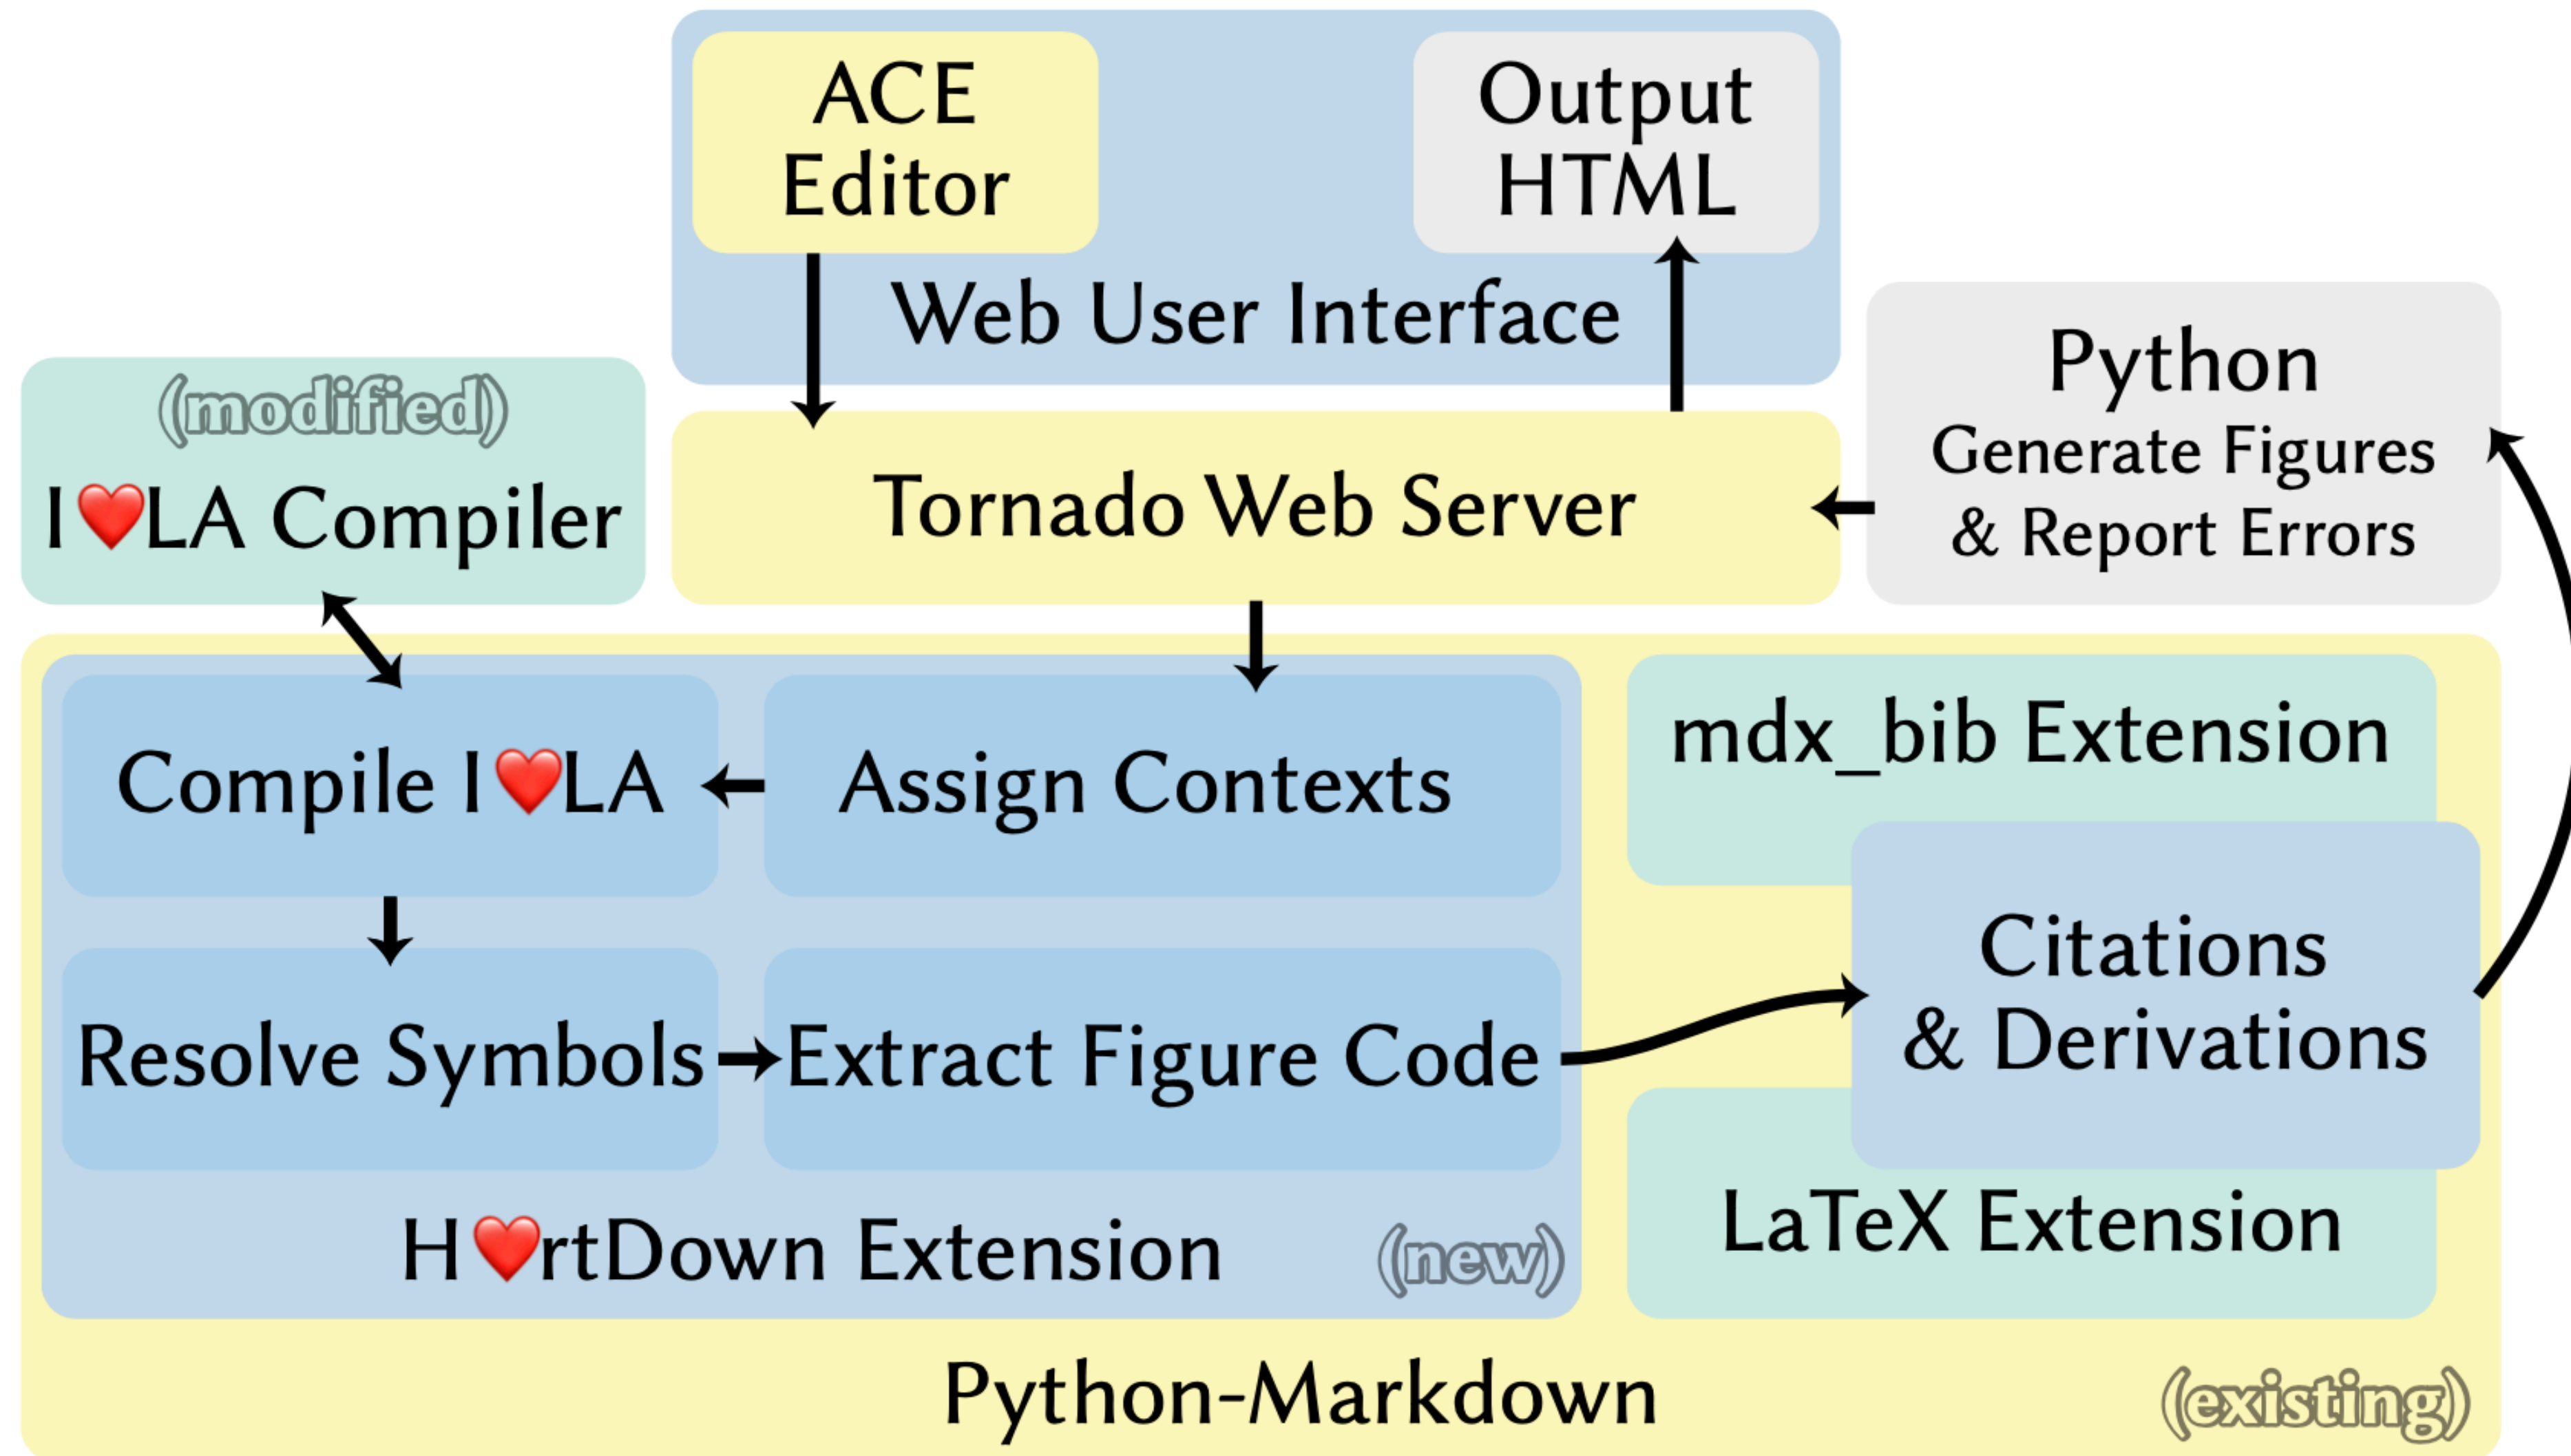 ACE
Editor
Output
HTML
Web User Interface
(modified)
I❤️LA Compiler
Tornado Web Server
Python
Generate Figures
& Report Errors
Compile I❤️LA
Assign Contexts
Resolve Symbols
Extract Figure Code
H❤️rtDown Extension
(new)
mdx_bib Extension
Citations
& Derivations
LaTeX Extension
Python-Markdown
(existing)